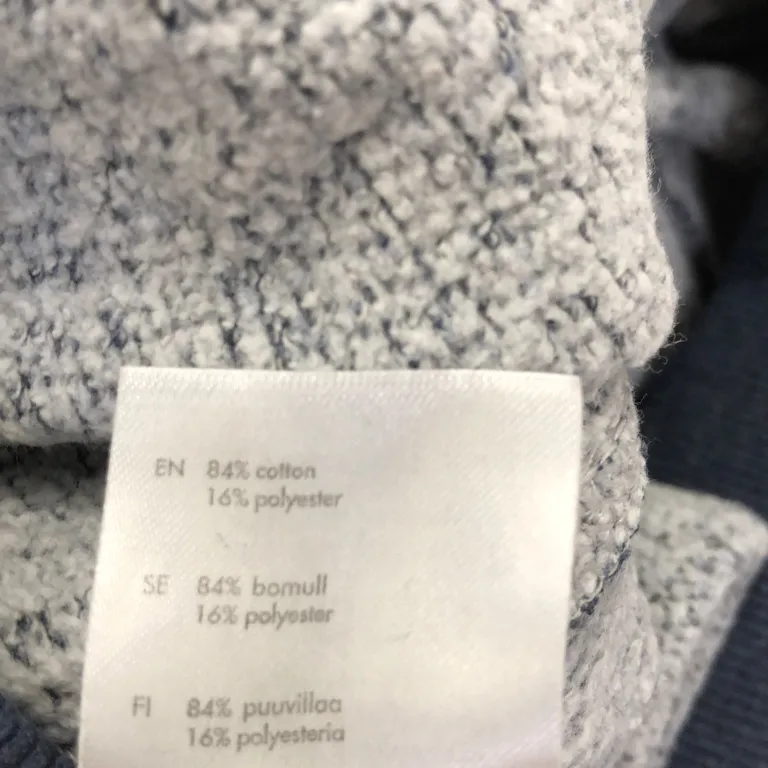 EN 84% cotton
16% polyester
SE 84% bomull
16% polyester
FI 84% puuvillaa
16% polyesteria